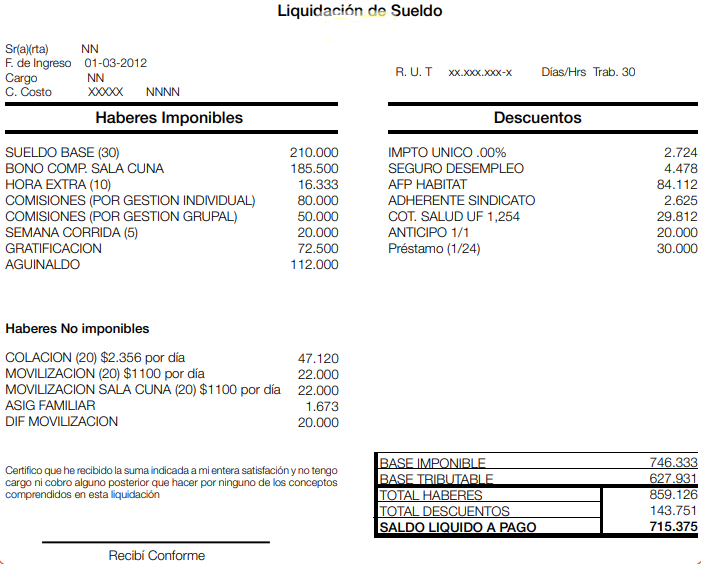 Liquidación de Sueldo
Sr(a)(rta) NN
F. de Ingreso 01-03-2012
Cargo NN
C. Costo XXXXX NNNN
R. U. T xx.xxx.xxx-x Días/Hrs Trab. 30
Haberes Imponibles
SUELDO BASE (30) 210.000
BONO COMP. SALA CUNA 185.500
HORA EXTRA (10) 16.333
COMISIONES (POR GESTION INDIVIDUAL) 80.000
COMISIONES (POR GESTION GRUPAL) 50.000
SEMANA CORRIDA (5) 20.000
GRATIFICACION 72.500
AGUINALDO 112.000
Descuentos
IMPTO UNICO .00% 2.724
SEGURO DESEMPLEO 4.478
AFP HABITAT 84.112
ADHERENTE SINDICATO 2.625
COT. SALUD UF 1,254 29.812
ANTICIPO 1/1 20.000
Préstamo (1/24) 30.000
Haberes No imponibles
COLACION (20) $2.356 por día 47.120
MOVILIZACION (20) $1100 por día 22.000
MOVILIZACION SALA CUNA (20) $1100 por día 22.000
ASIG FAMILIAR 1.673
DIF MOVILIZACION 20.000
Certifico que he recibido la suma indicada a mi entera satisfación y no tengo
cargo ni cobro alguno posterior que hacer por ninguno de los conceptos
comprendidos en esta liquidación
Recibí Conforme
BASE IMPONIBLE 746.333
BASE TRIBUTABLE 627.931
TOTAL HABERES 859.126
TOTAL DESCUENTOS 143.751
SALDO LIQUIDO A PAGO 715.375